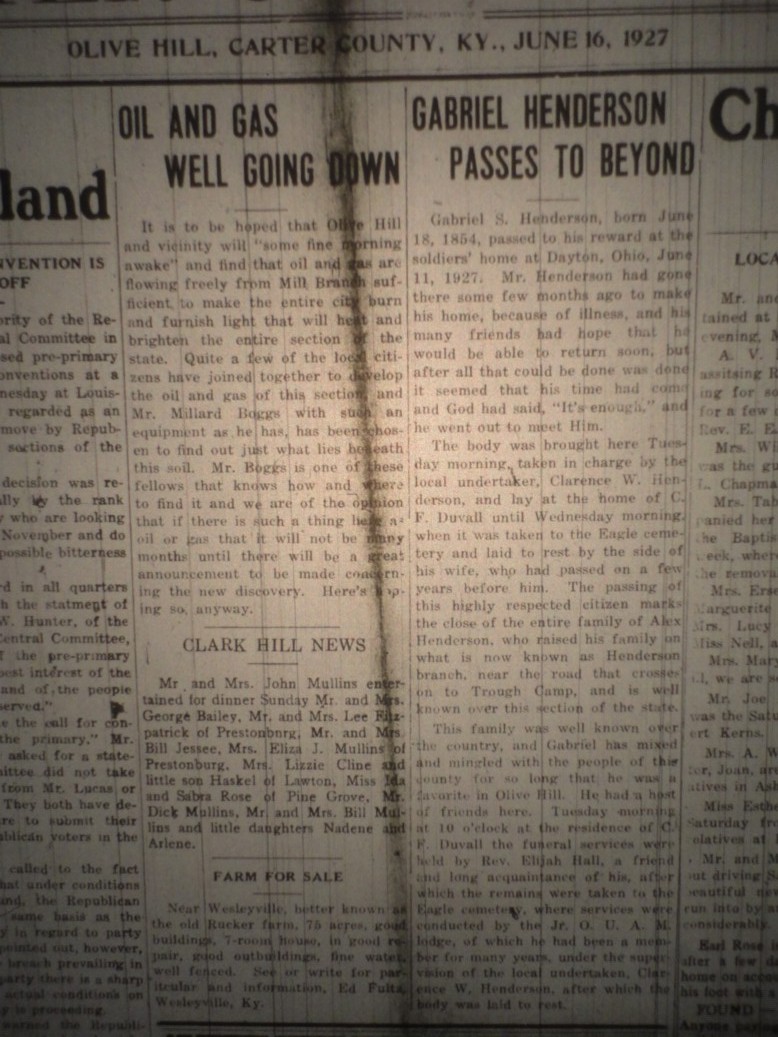 OLIVE HILL, CARTER COUNTY, KY., JUNE 16, 1927
land
NVENTION IS
OFF
ority of the Re-
al Committee in
sed pre-primary
onventions at a
nesday at Louis-
regarded as an
move by Repub-
sections of the
decision was re-
ally by the rank
y who are looking
November and do
possible bitterness
rd in all quarters
h the statment of
W. Hunter, of the
Central Committee,
f the pre-primary
best interest of the
and of the people
served."
e the call for con-
the primary," Mr.
asked for a state-
ittee did not take
from Mr. Lucas or
They both have de-
re to submit their
ublican voters in the
called to the fact
hat under conditions
und, the Republican
same basis as the
y in regard to party
pointed out, however,
breach prevailing in
party there is a sharp
actual conditions on
y is proceeding.
warned the Republi-
OIL AND GAS
WELL GOING DOWN
It is to be hoped that Olive Hill
and vicinity will "some fine morning
awake" and find that oil and gas are
flowing freely from Mill Branch suf-
ficient to make the entire city burn
and furnish light that will heat and
brighten the entire section of the
state. Quite a few of the local citi-
zens have joined together to develop
the oil and gas of this section, and
Mr. Millard Boggs with such an
equipment as he has, has been chos-
en to find out just what lies beneath
this soil. Mr. Boggs is one of these
fellows that knows how and where
to find it and we are of the opinion
that if there is such a thing here as
oil or gas that it will not be many
months until there will be a great
announcement to be made concern-
ing the new discovery. Here's hop-
ing so, anyway.
CLARK HILL NEWS
Mr and Mrs. John Mullins enter-
tained for dinner Sunday Mr. and Mrs.
George Bailey, Mr. and Mrs. Lee Fitz-
patrick of Prestonbnrg, Mr. and Mrs.
Bill Jessee, Mrs. Eliza J. Mullins of
Prestonburg, Mrs. Lizzie Cline and
little son Haskel of Lawton, Miss Ida
and Sabra Rose of Pine Grove, Mr.
Dick Mullins, Mr. and Mrs. Bill Mul-
lins and little daughters Nadene and
Arlene.
FARM FOR SALE
Near Wesleyville, better known as
the old Rucker farm, 75 acres, good
buildings, 7-room house, in good re-
pair, good outbuildings, fine water,
well fenced. See or write for par-
iticular and information, Ed Fults,
Wesleyville, Ky.
GABRIEL HENDERSON
PASSES TO BEYOND
Gabriel S. Henderson, born June
18, 1854, passed to his reward at the
soldiers' home at Dayton, Ohio, June
11, 1927. Mr. Henderson had gone
there some few months ago to make
his home, because of illness, and his
many friends had hope that he
would be able to return soon, but
after all that could be done was done
it seemed that his time had come
and God had said, "It's enough," and
he went out to meet Him.
The body was brought here Tues-
day morning, taken in charge by the
local undertaker, Clarence W. Hen-
derson, and lay at the home of C.
F. Duvall until Wednesday morning,
when it was taken to the Eagle ceme-
tery and laid to rest by the side of
his wife, who had passed on a few
years before him. The passing of
this highly respected citizen marks
the close of the entire family of Alex
Henderson, who raised his family on
what is now known as Henderson
branch, near the road that crosses
on to Trough Camp, and is well
known over this section of the state.
This family was well known over
the country, and Gabriel has mixed
and mingled with the people of this
county for so long that he was a
favorite in Olive Hill. He had a host
of friends here. Tuesday morning
at 10 o'clock at the residence of C.
F. Duvall the funeral services were
held by Rev. Elijah Hall, a friend
and long acquaintance of his, after
which the remains were taken to the
Eagle cemetery, where services were
conducted by the Jr. O. U. A. M.
lodge, of which he had been a mem-
ber for many years, under the super-
vision of the local undertaken, Clar-
ence W. Henderson, after which the
body was laid to rest.
Ch
LOCA
Mr. and
tained at
evening, M
A. V.
assitsing R
ing for so
for a few d
Rev. E. E.
Mrs. Wi
was the gu
L. Chapma
Mrs. Tab
panied her
he Baptis
eek, wher
he remova
Mrs. Erse
Marguerite
Mrs. Lucy
Miss Nell, a
Mrs. Mary
l, we are s
Mr. Joe
was the Satu
ert Kerns.
Mrs. A. W
ter, Joan, are
atives in Ash
Miss Esthe
Saturday fro
elatives at
Mr. and M
out driving Sa
beautiful new
run into by an
considerably.
Earl Rose i
after a few da
home on accou
his foot with a
FOUND